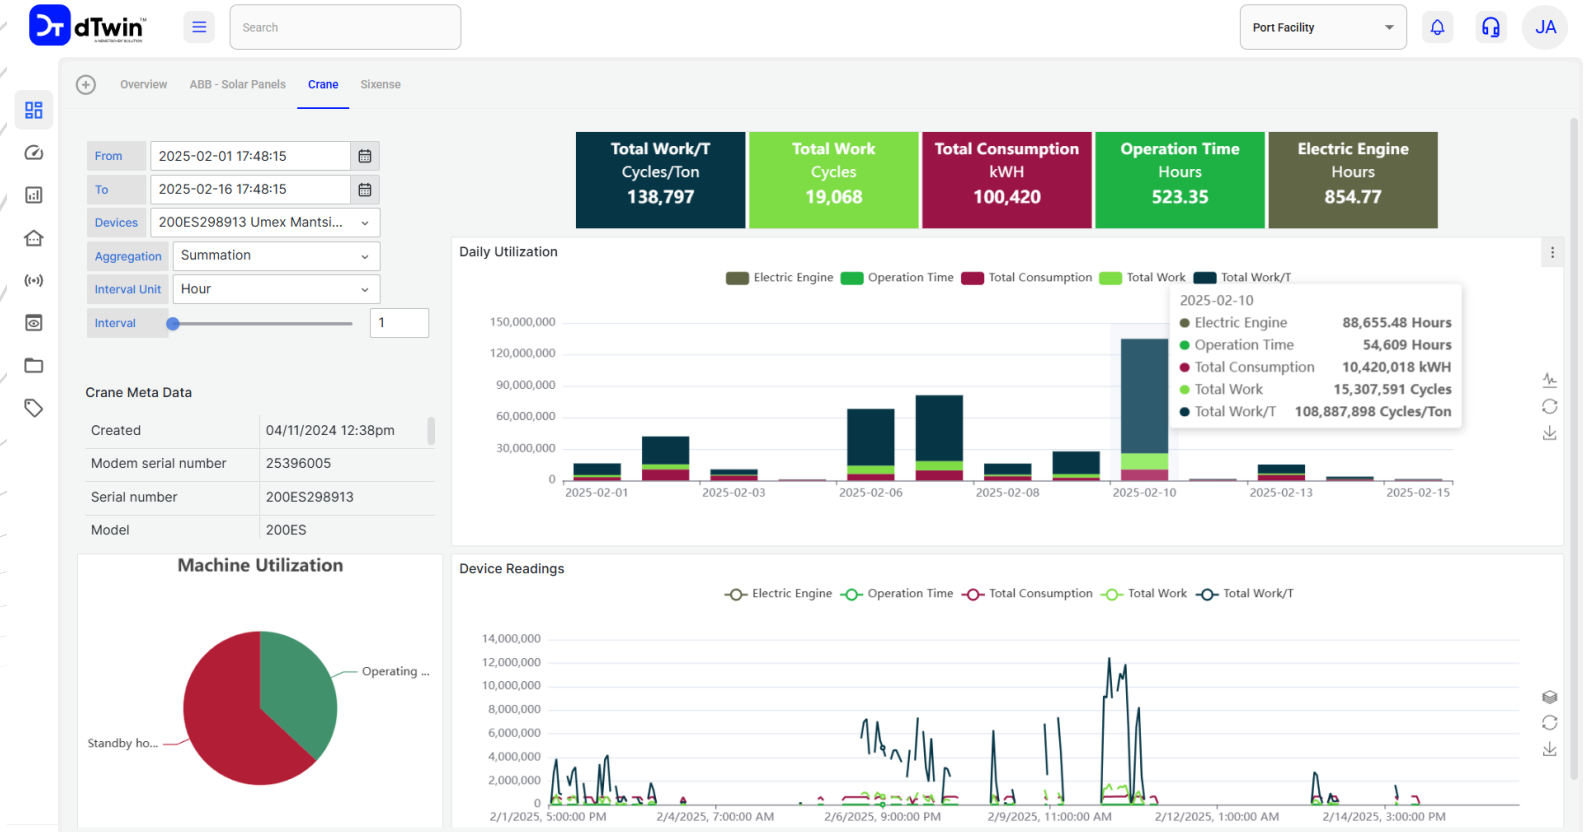 dTwin™
Search
Port Facility
JA
Overview
ABB - Solar Panels
Crane
Sixense
From
2025-02-01 17:48:15
To
2025-02-16 17:48:15
Devices
200ES298913 Umex Mantsi...
Aggregation
Summation
Interval Unit
Hour
Interval
1
Total Work/T
Cycles/Ton
138,797
Total Work
Cycles
19,068
Total Consumption
kWH
100,420
Operation Time
Hours
523.35
Electric Engine
Hours
854.77
Crane Meta Data
Created 04/11/2024 12:38pm
Modem serial number 25396005
Serial number 200ES298913
Model 200ES
Daily Utilization
Electric Engine Operation Time Total Consumption Total Work Total Work/T
150,000,000
120,000,000
90,000,000
60,000,000
30,000,000
0
2025-02-01 2025-02-03 2025-02-06 2025-02-08 2025-02-10 2025-02-13 2025-02-15
2025-02-10
Electric Engine 88,655.48 Hours
Operation Time 54,609 Hours
Total Consumption 10,420,018 kWH
Total Work 15,307,591 Cycles
Total Work/T 108,887,898 Cycles/Ton
Machine Utilization
Operating ...
Standby ho...
Device Readings
Electric Engine Operation Time Total Consumption Total Work Total Work/T
14,000,000
12,000,000
10,000,000
8,000,000
6,000,000
4,000,000
2,000,000
0
2/1/2025, 5:00:00 PM 2/4/2025, 7:00:00 AM 2/6/2025, 9:00:00 PM 2/9/2025, 11:00:00 AM 2/12/2025, 1:00:00 AM 2/14/2025, 3:00:00 PM